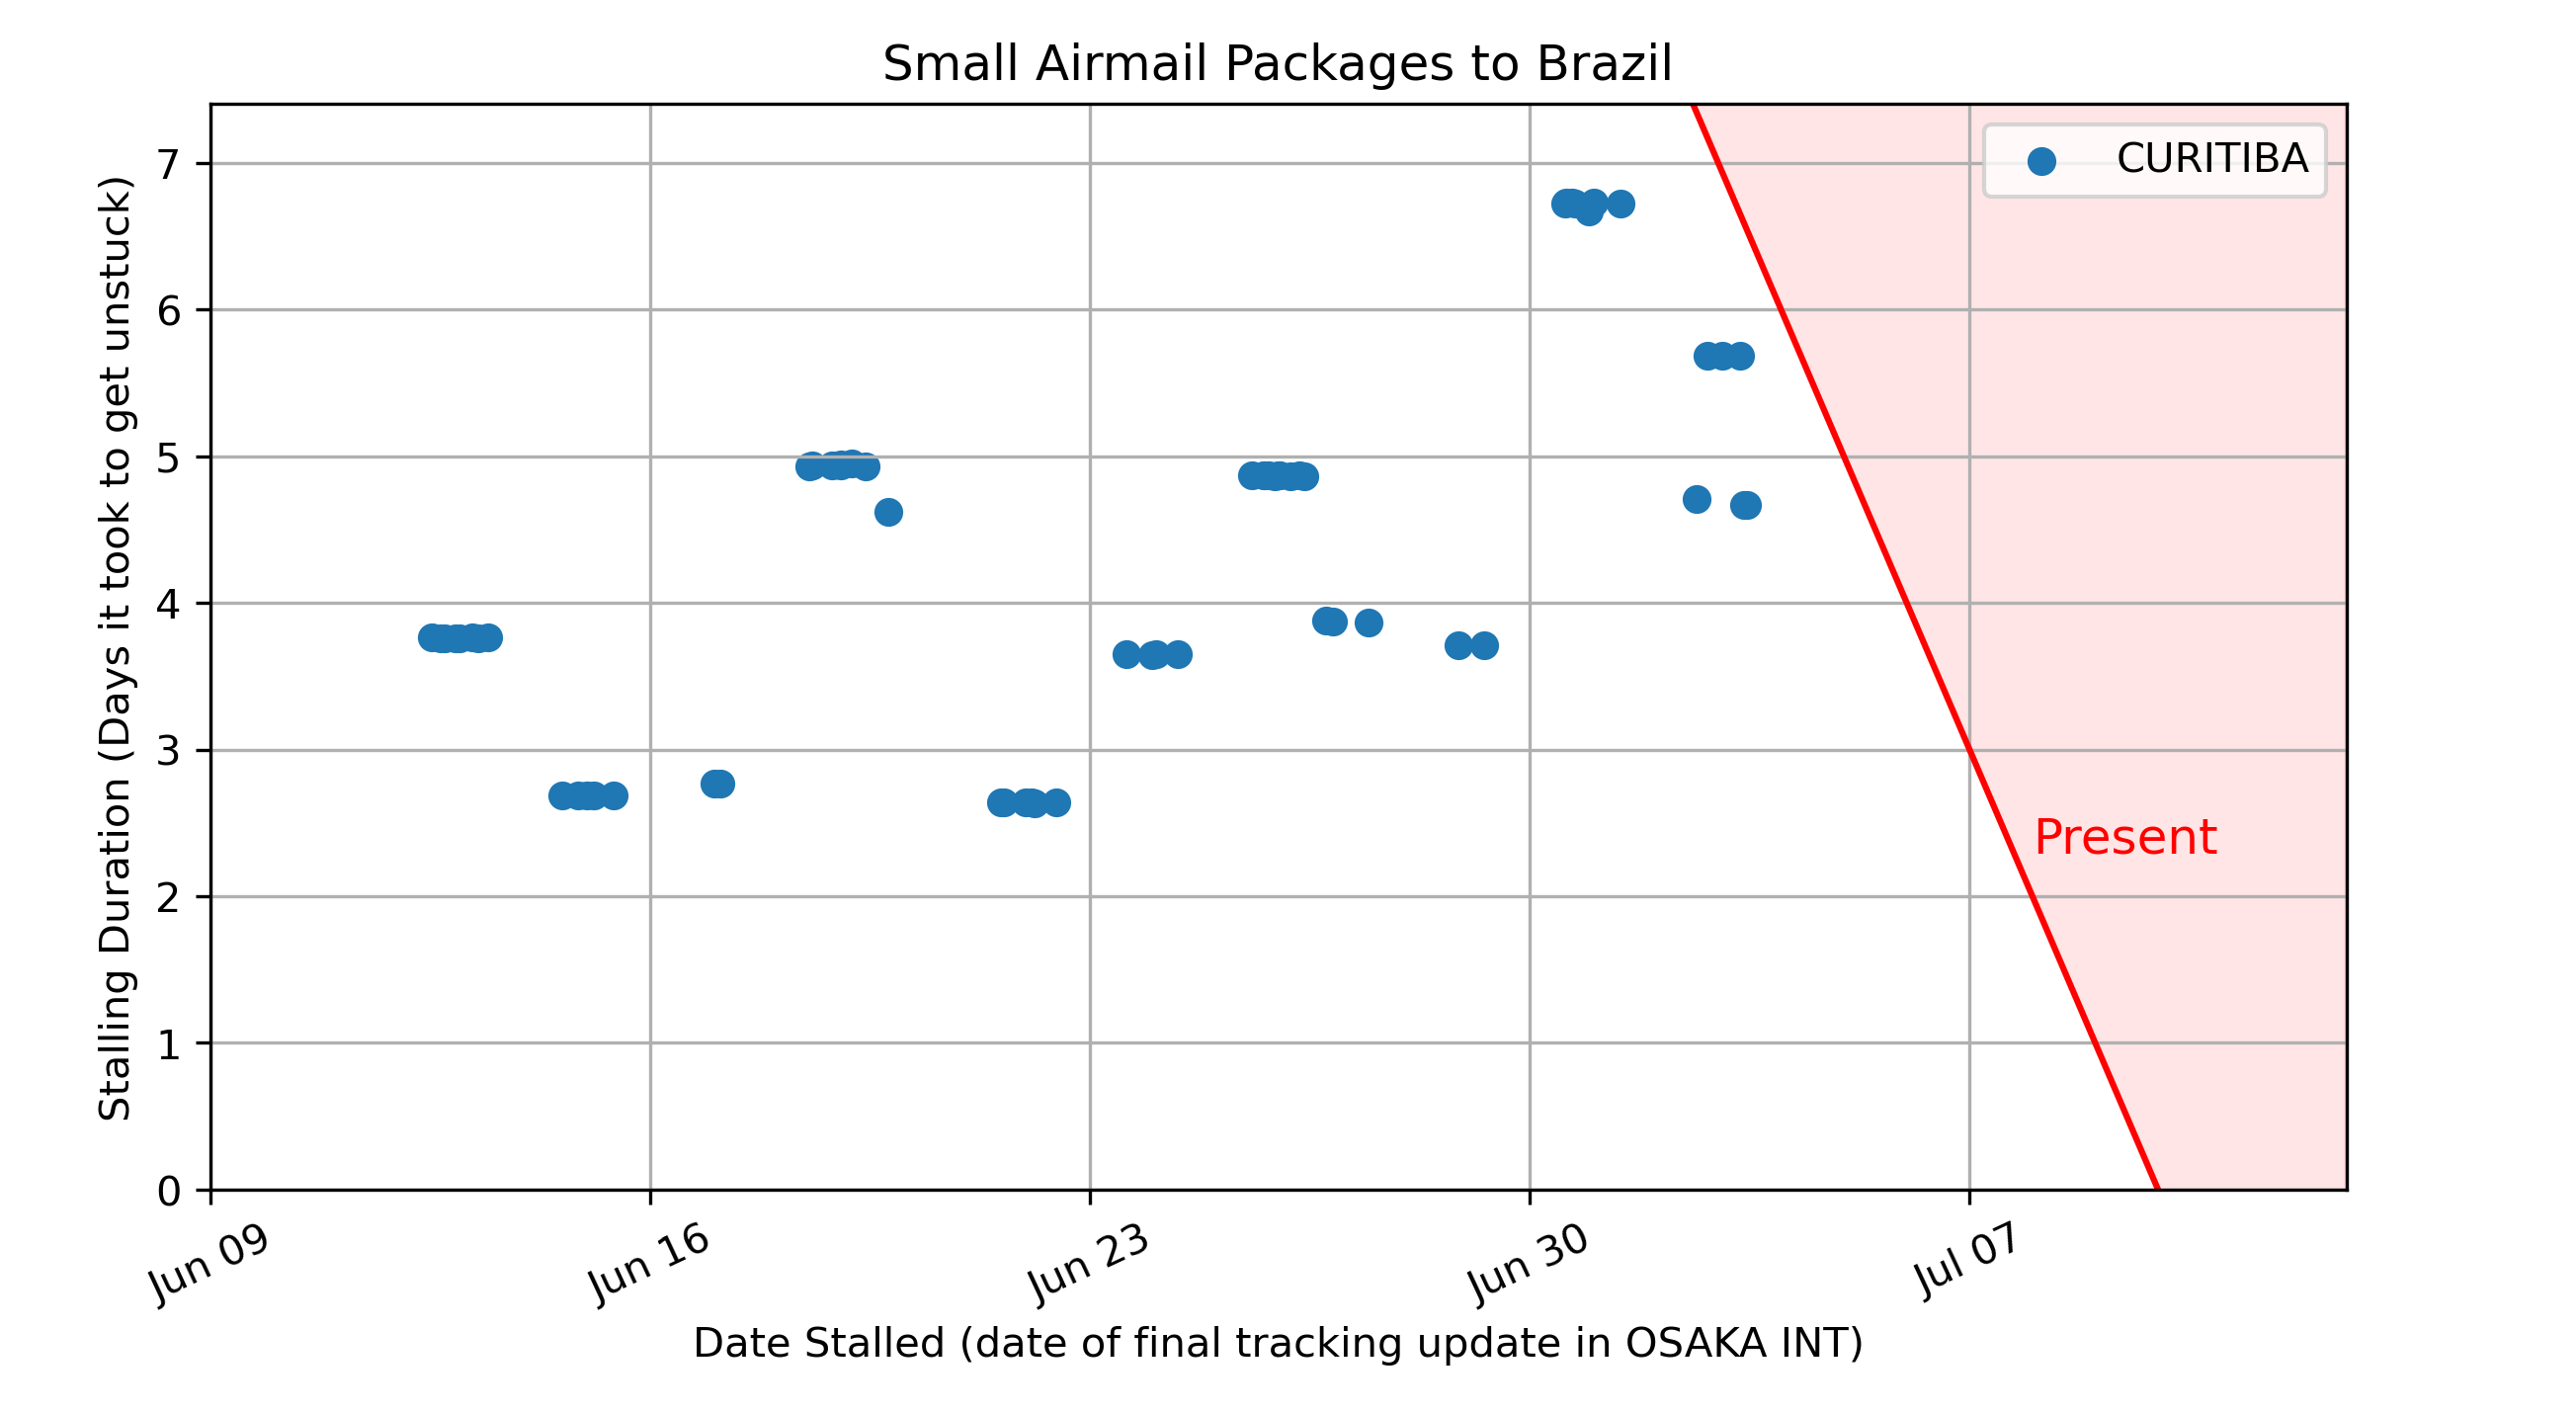 Small Airmail Packages to Brazil
CURITIBA
7
6
5
4
3
2
1
0
Stalling Duration (Days it took to get unstuck)
Present
Jun 09
Jun 16
Jun 23
Jun 30
Jul 07
Date Stalled (date of final tracking update in OSAKA INT)